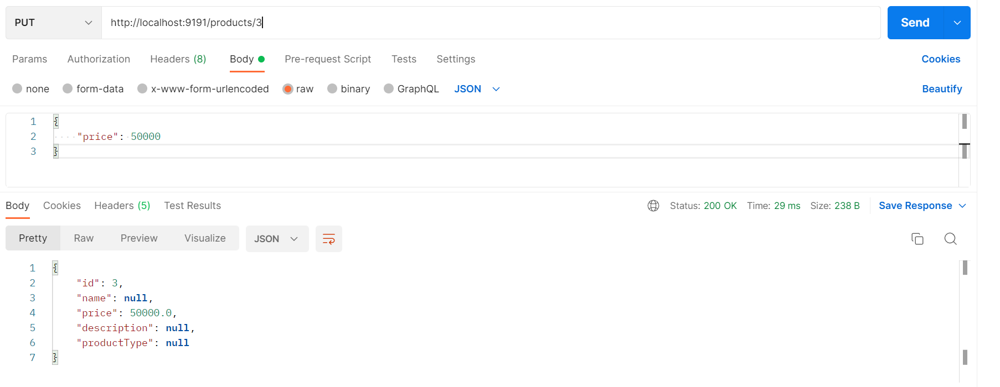 PUT http://localhost:9191/products/3 Send
Params Authorization Headers (8) Body Pre-request Script Tests Settings Cookies
none form-data x-www-form-urlencoded raw binary GraphQL JSON Beautify
1 {
2 "price": 50000
3 }
Body Cookies Headers (5) Test Results Status: 200 OK Time: 29 ms Size: 238 B Save Response
Pretty Raw Preview Visualize JSON
1 {
2 "id": 3,
3 "name": null,
4 "price": 50000.0,
5 "description": null,
6 "productType": null
7 }